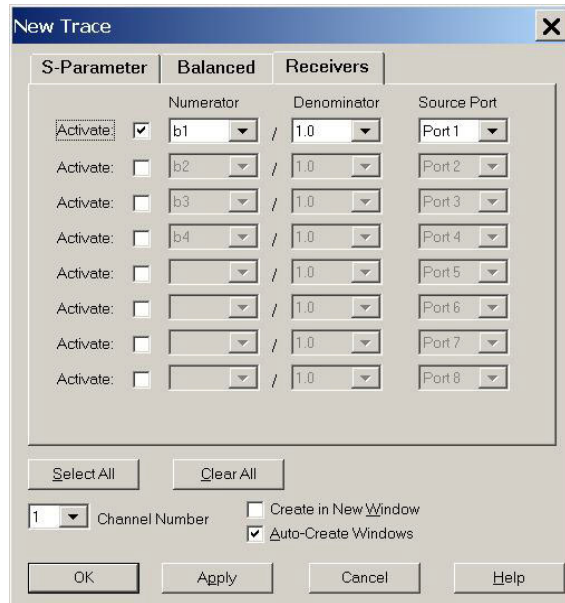 New Trace
S-Parameter Balanced Receivers
Numerator Denominator Source Port
Activate: b1 / 1.0 Port 1
Activate: b2 / 1.0 Port 2
Activate: b3 / 1.0 Port 3
Activate: b4 / 1.0 Port 4
Activate: / 1.0 Port 5
Activate: / 1.0 Port 6
Activate: / 1.0 Port 7
Activate: / 1.0 Port 8
Select All Clear All
1 Channel Number
Create in New Window
Auto-Create Windows
OK Apply Cancel Help